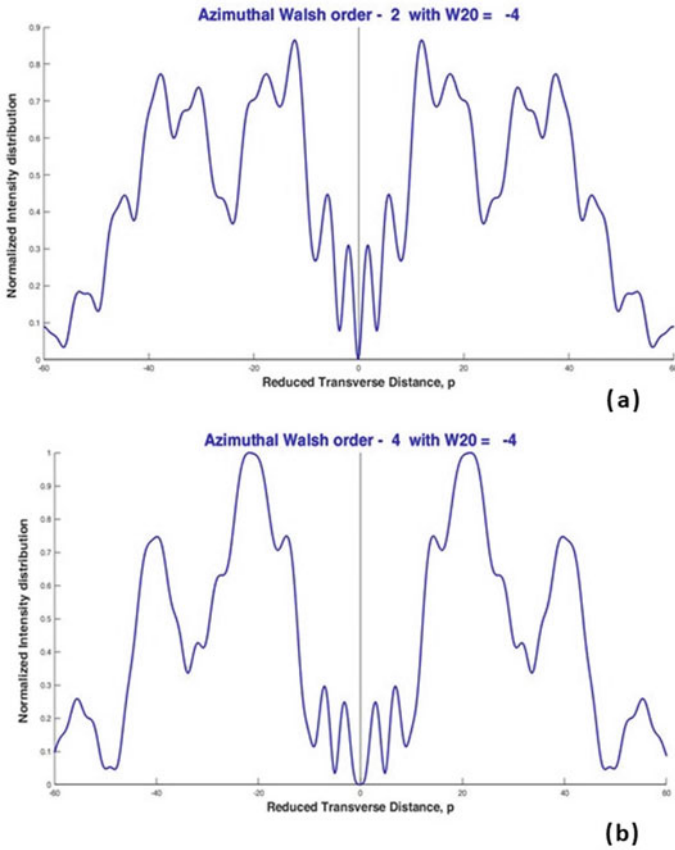 Azimuthal Walsh order - 2 with W20 = -4
Normalized Intensity distribution
0.9
0.8
0.7
0.6
0.5
0.4
0.3
0.2
0.1
0
-60 -40 -20 0 20 40 60
Reduced Transverse Distance, p
(a)
Azimuthal Walsh order - 4 with W20 = -4
Normalized Intensity distribution
1
0.9
0.8
0.7
0.6
0.5
0.4
0.3
0.2
0.1
0
-60 -40 -20 0 20 40 60
Reduced Transverse Distance, p
(b)